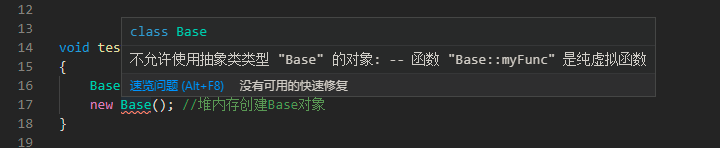 12
13
class Base
14
void tes
不允许使用抽象类类型 "Base" 的对象: -- 函数 "Base::myFunc" 是纯虚拟函数
15
{
速览问题 (Alt+F8) 没有可用的快速修复
16
Base
17
new Base(); //堆内存创建Base对象
18
}
19